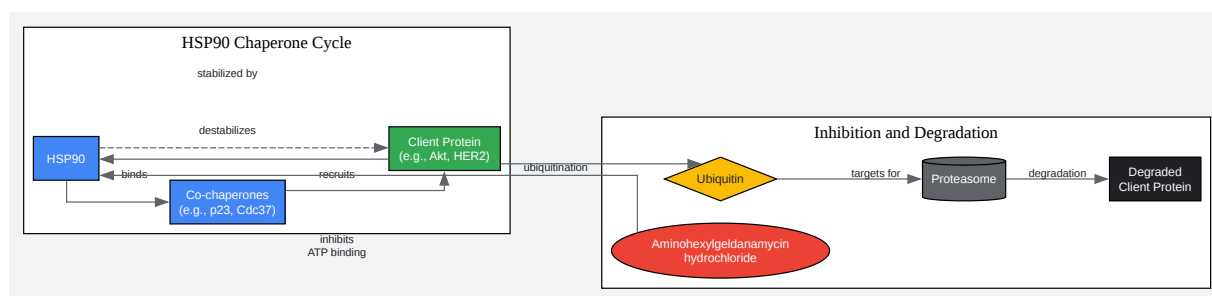 HSP90 Chaperone Cycle
stabilized by
destabilizes
HSP90
Client Protein
(e.g., Akt, HER2)
binds
recruits
Co-chaperones
(e.g., p23, Cdc37)
inhibits
ATP binding
ubiquitination
Inhibition and Degradation
Ubiquitin
targets for
Proteasome
degradation
Degraded
Client Protein
Aminohexylgeldanamycin
hydrochloride